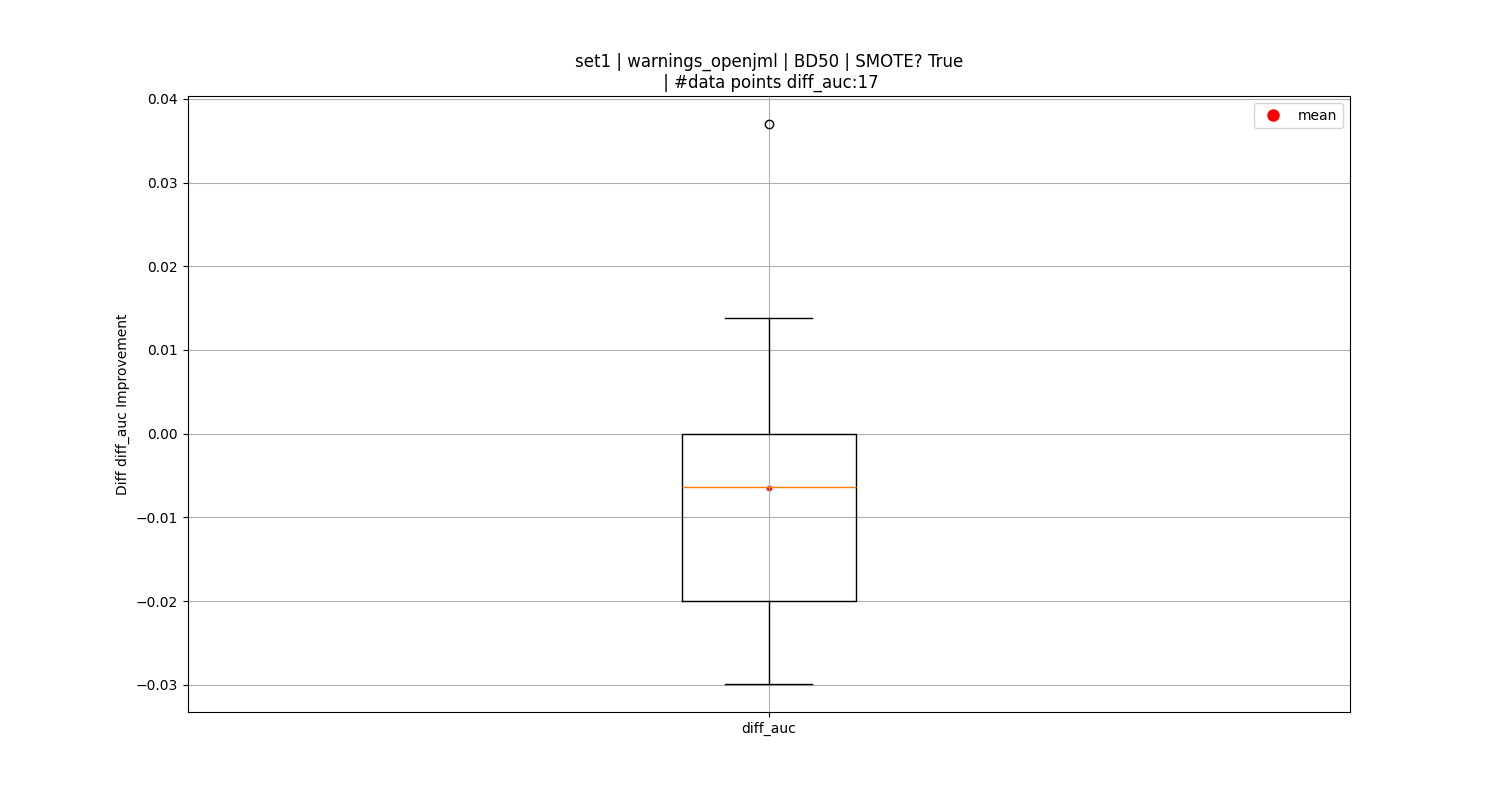 set1 | warnings_openjml | BD50 | SMOTE? True
| #data points diff_auc:17
mean
0.04
0.03
0.02
0.01
0.00
−0.01
−0.02
−0.03
Diff diff_auc Improvement
diff_auc